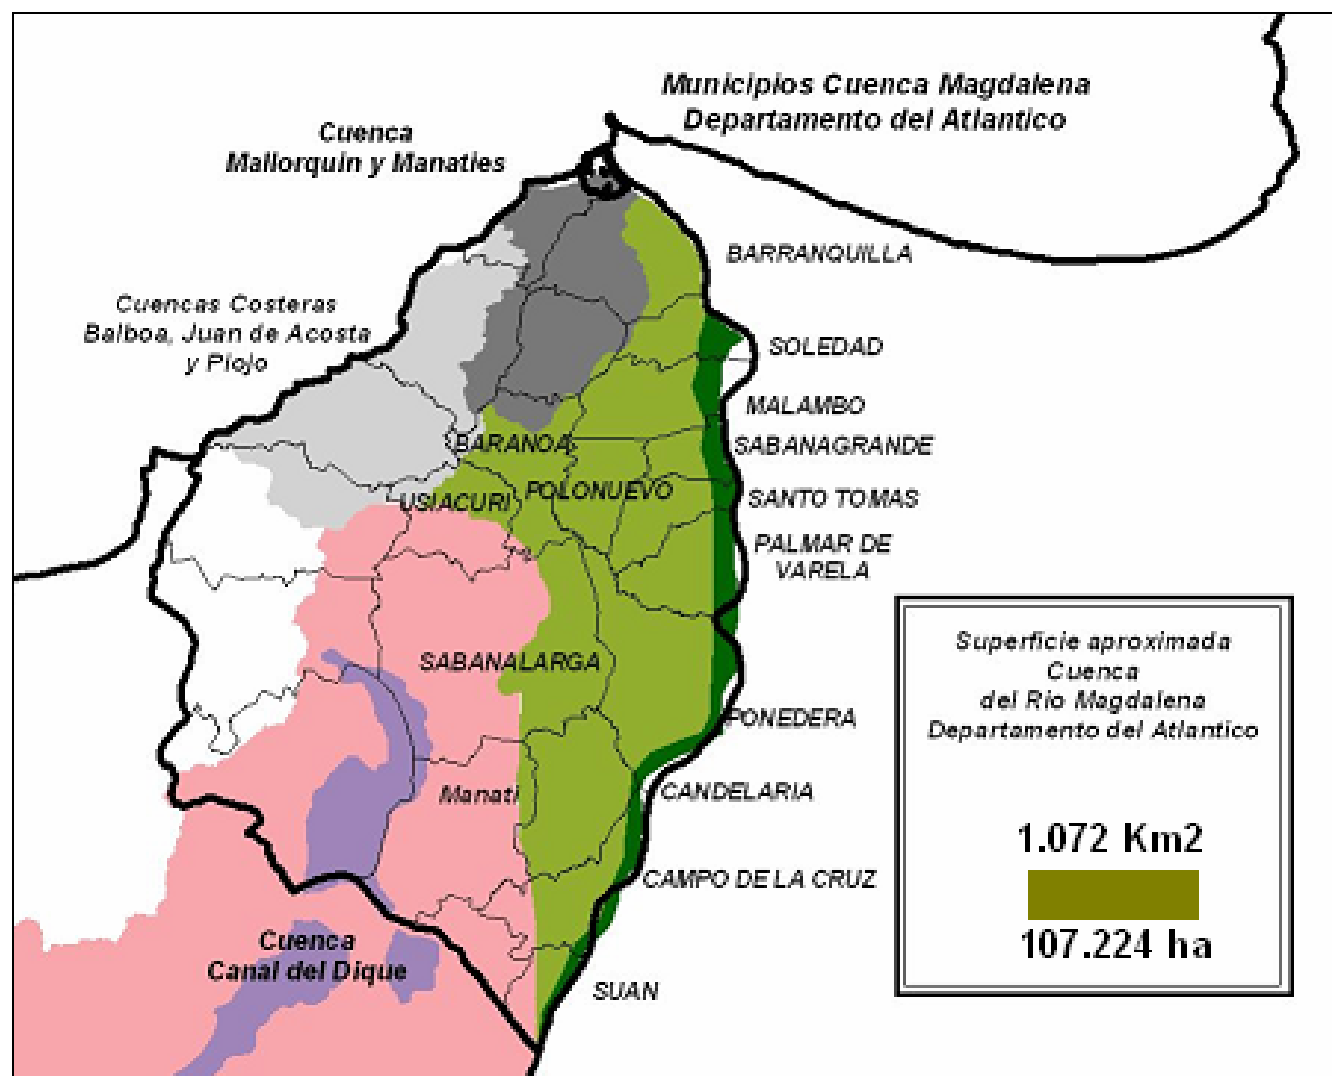 Municipios Cuenca Magdalena
Departamento del Atlantico
Cuenca
Mallorquin y Manaties
BARRANQUILLA
Cuencas Costeras
Balboa, Juan de Acosta
y Piojo
SOLEDAD
MALAMBO
BARANOA
SABANAGRANDE
USIACURI
POLONUEVO
SANTO TOMAS
PALMAR DE
VARELA
SABANALARGA
PONEDERA
Manati
CANDELARIA
CAMPO DE LA CRUZ
Cuenca
Canal del Dique
SUAN
Superficie aproximada
Cuenca
del Rio Magdalena
Departamento del Atlantico
1.072 Km2
107.224 ha